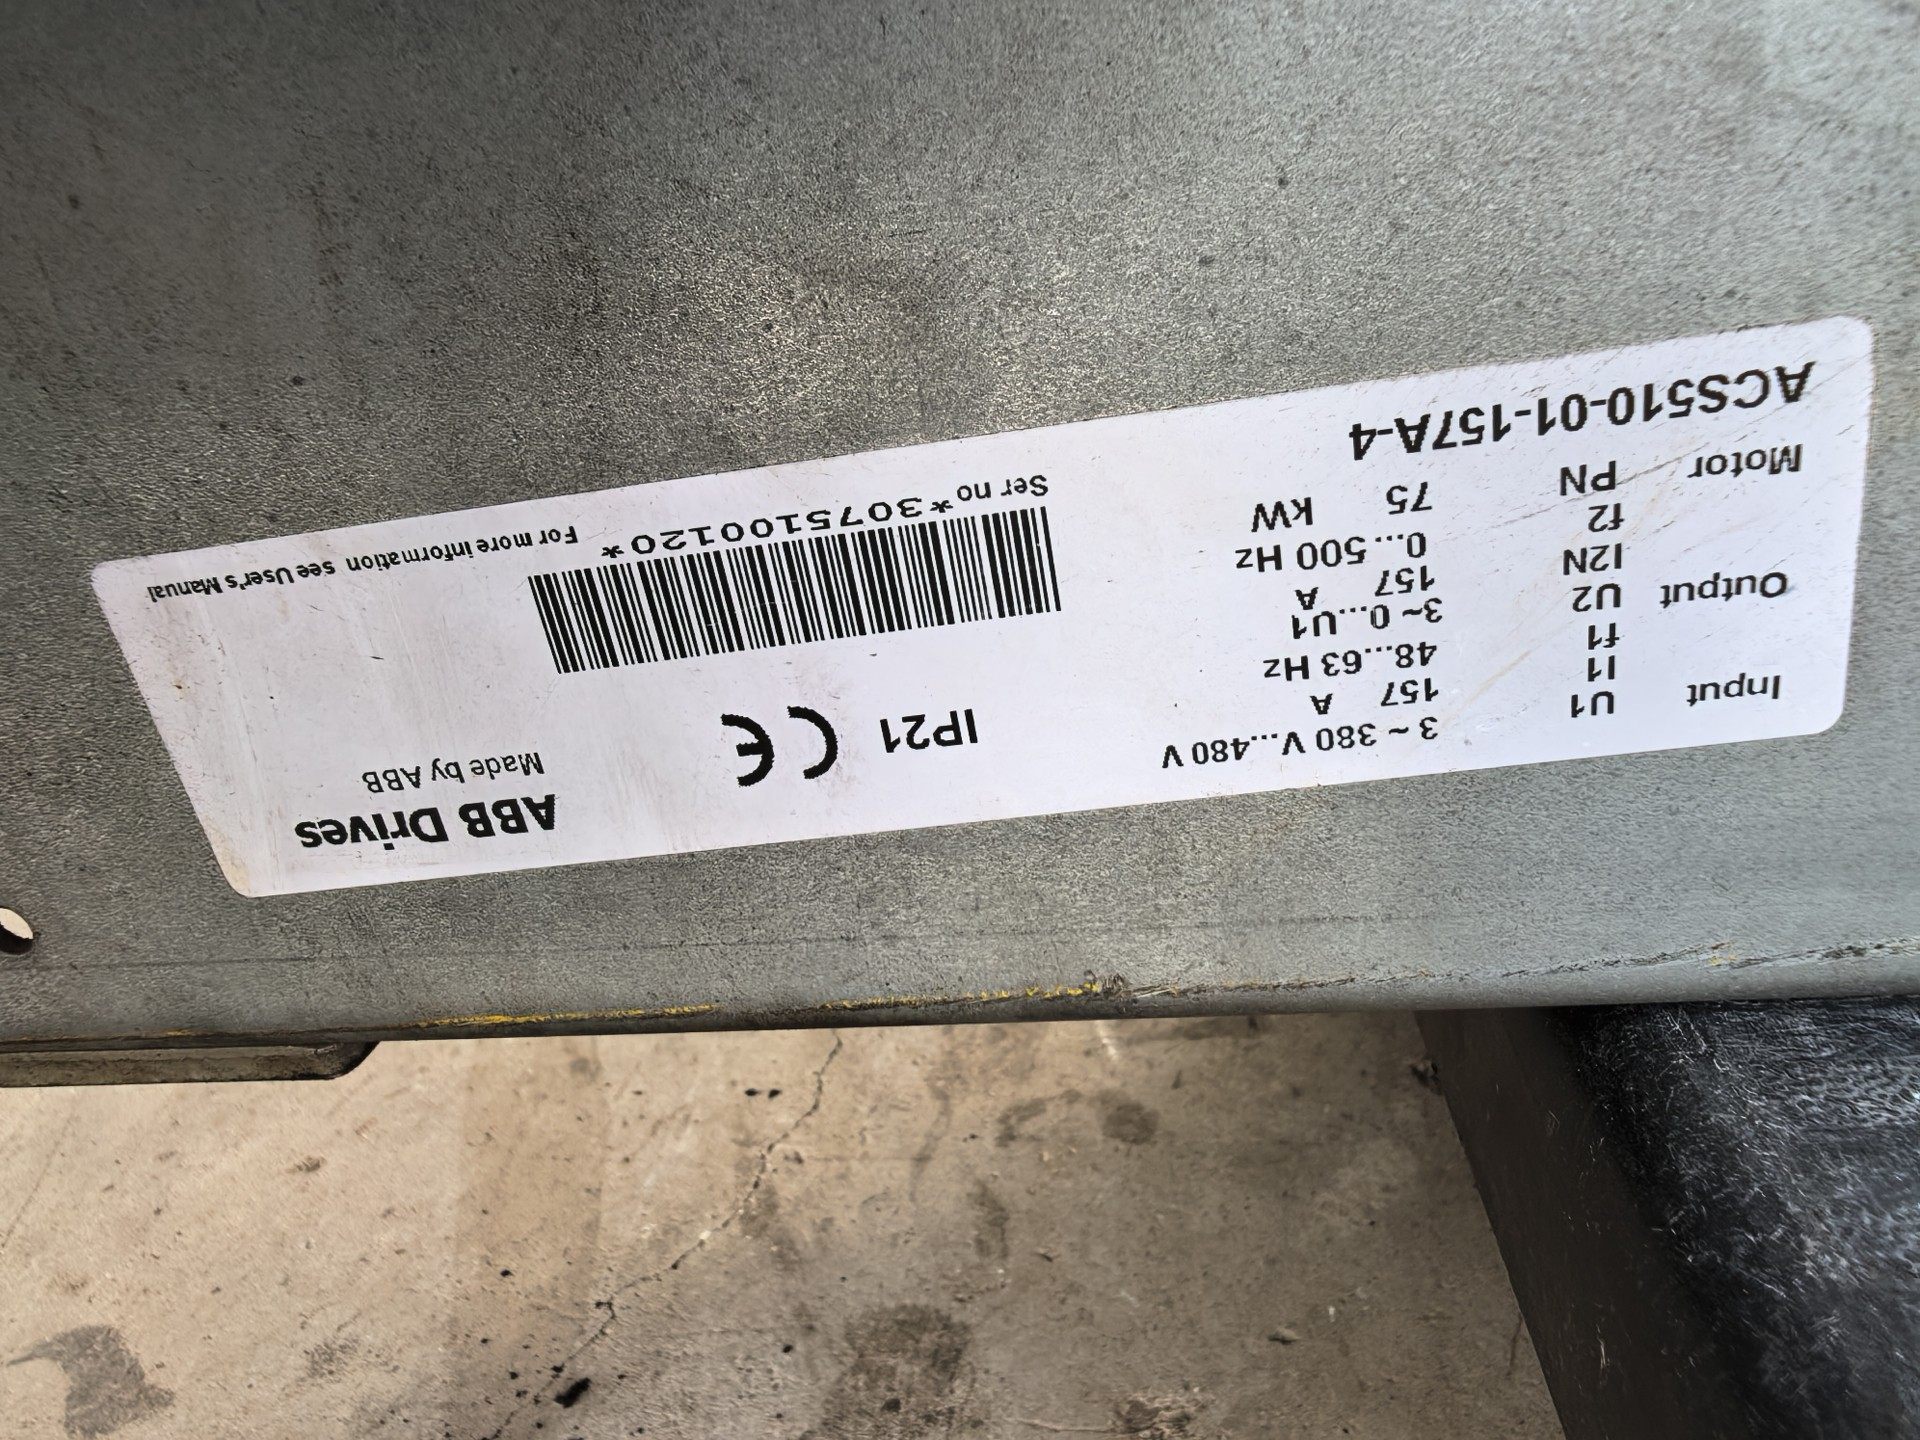 ACS510-01-157A-4
Input U1 3~ 380 V...480 V
I1 157 A
f1 48...63 Hz
Output U2 3~ 0...U1
I2N 157 A
f2 0...500 Hz
Motor PN 75 kW
IP21 CE
Ser no *3075100120*
ABB Drives
Made by ABB
For more information see User's Manual